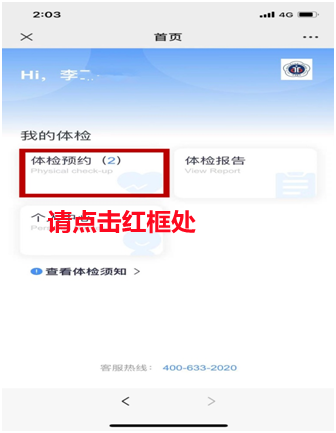 2:03
4G
首页
Hi, 李
我的体检
体检预约（2）
Physical check-up
体检报告
View Report
个
Per
请点击红框处
查看体检须知 >
客服热线： 400-633-2020